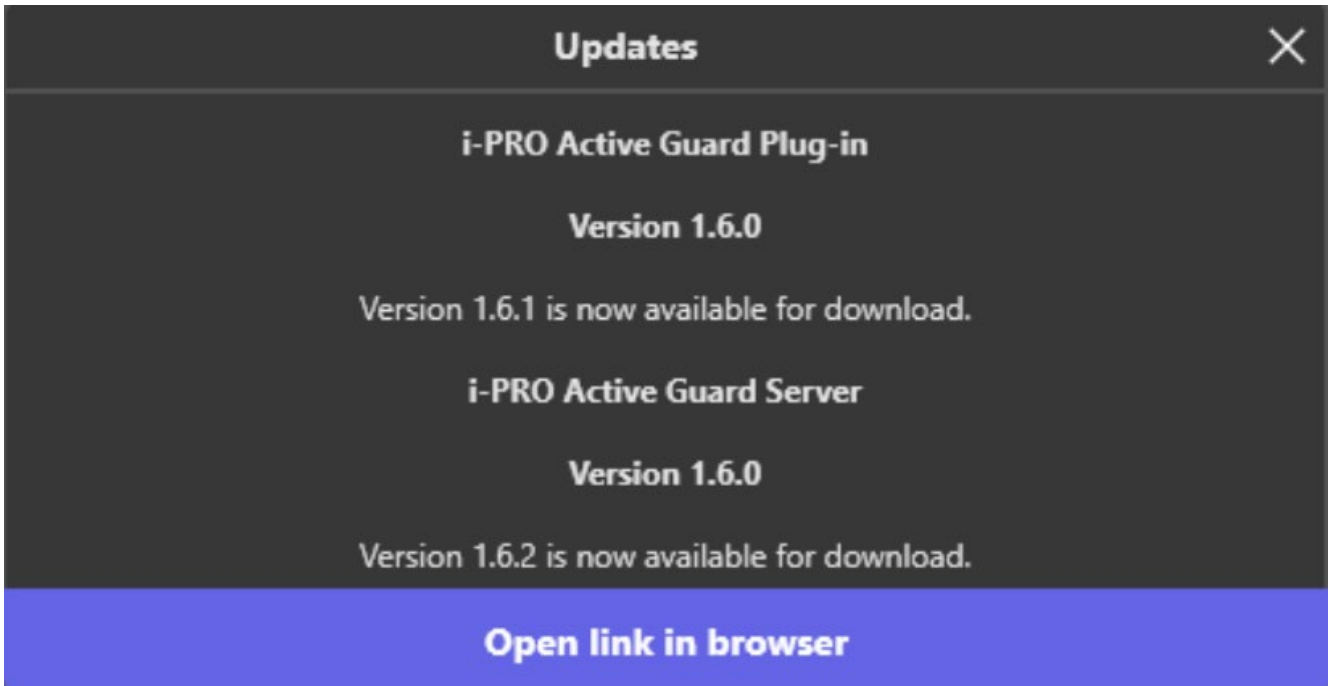 Updates
i-PRO Active Guard Plug-in
Version 1.6.0
Version 1.6.1 is now available for download.
i-PRO Active Guard Server
Version 1.6.0
Version 1.6.2 is now available for download.
Open link in browser